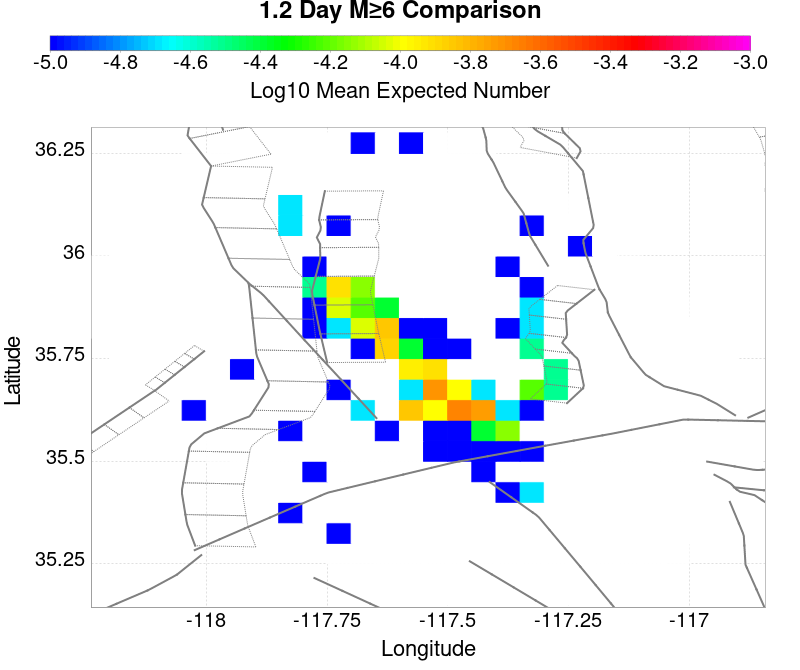 1.2 Day M≥6 Comparison
-5.0 -4.8 -4.6 -4.4 -4.2 -4.0 -3.8 -3.6 -3.4 -3.2 -3.0
Log10 Mean Expected Number
36.25
36
35.75
35.5
35.25
Latitude
-118 -117.75 -117.5 -117.25 -117
Longitude